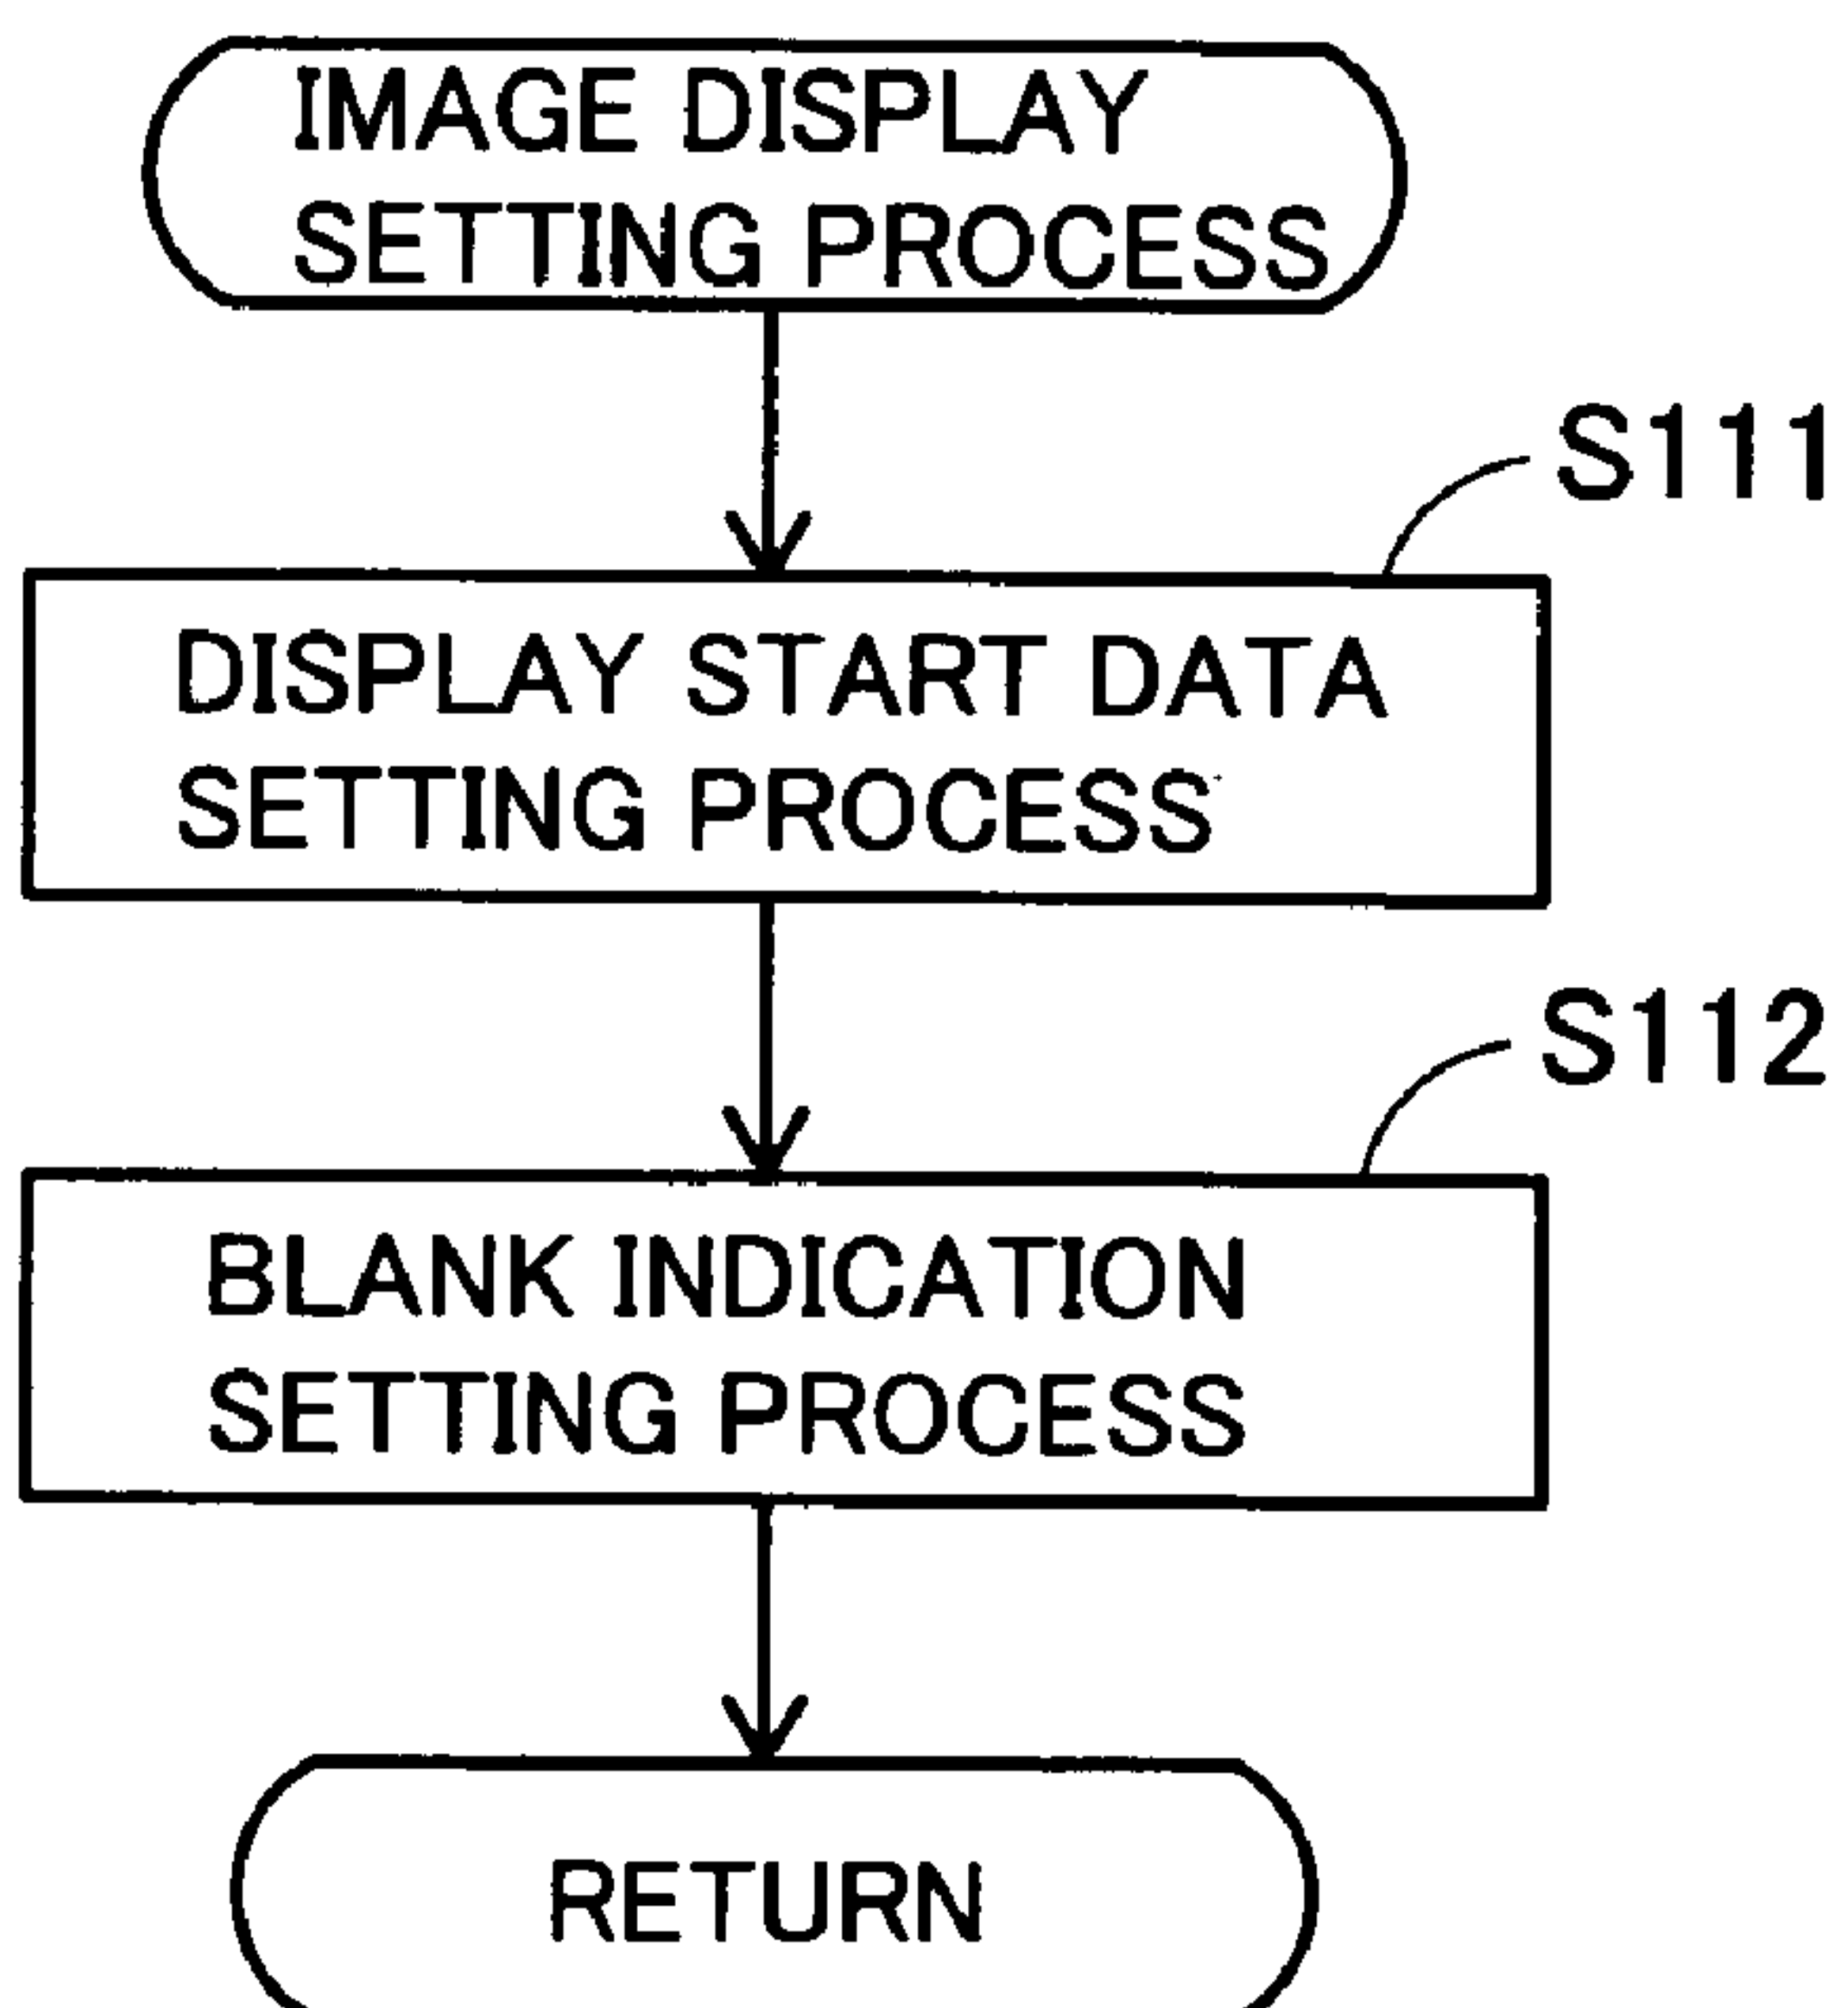 IMAGE DISPLAY
SETTING PROCESS
S111
DISPLAY START DATA
SETTING PROCESS
S112
BLANK INDICATION
SETTING PROCESS
RETURN